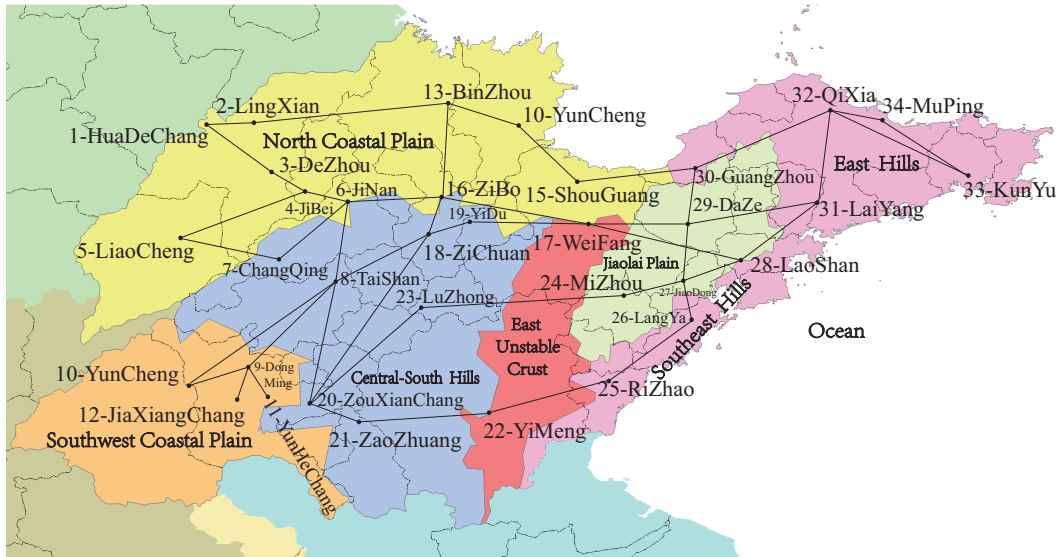 32-QiXia
13-BinZhou
2-LingXian
34-MuPing
10-YunCheng
1-HuaDeChang
North Coastal Plain
East Hills
3-DeZhou
30-GuangZhou
6-JiNan
16-ZiBo
15-ShouGuang
33-KunYu
4-JiBei
19-YiDu
29-DaZe
31-LaiYang
5-LiaoCheng
17-WeiFang
18-ZiChuan
7-ChangQing
Jiaolai Plain
28-LaoShan
8-TaiShan
24-MiZhou
27-JiaoDong
23-LuZhong
26-LangYa
Southeast Hills
Ocean
East
Unstable
Crust
9-Dong
Ming
10-YunCheng
Central-South Hills
25-RiZhao
20-ZouXianChang
12-JiaXiangChang
11-YunHeChang
21-ZaoZhuang
22-YiMeng
Southwest Coastal Plain